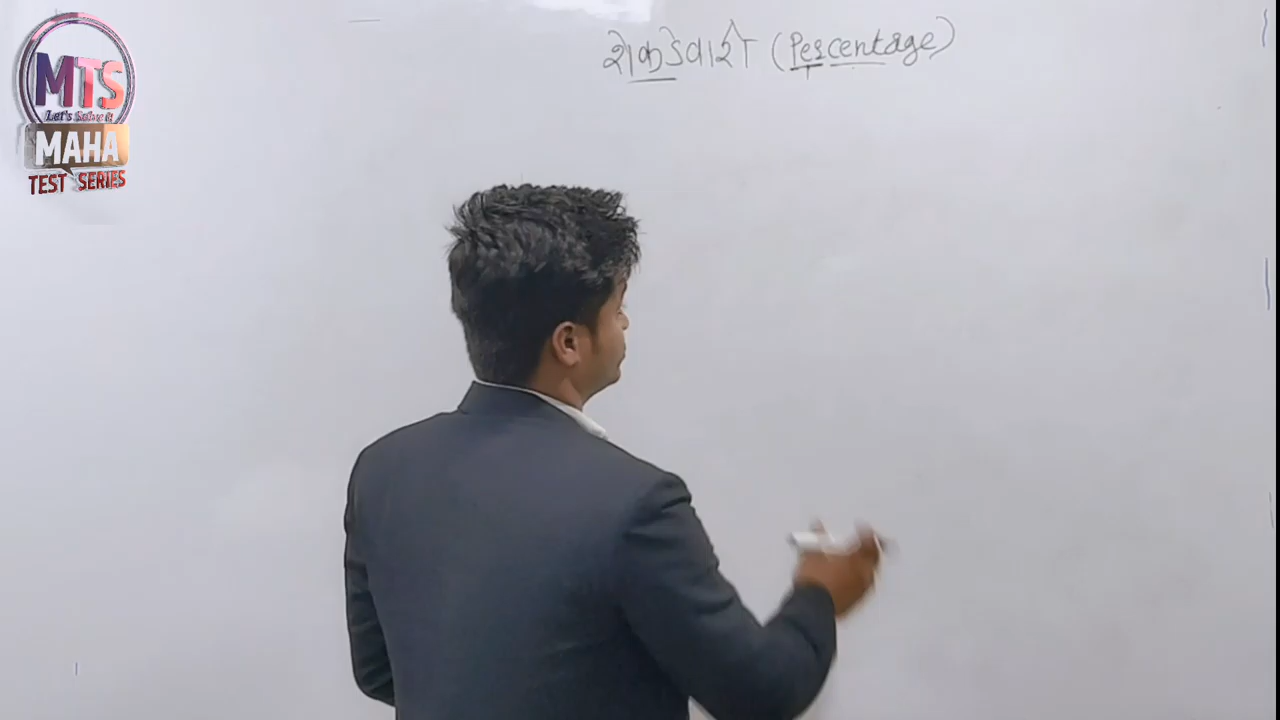 MTS
Let's Solve it
MAHA
TEST SERIES
शेकडेवारी (Percentage)